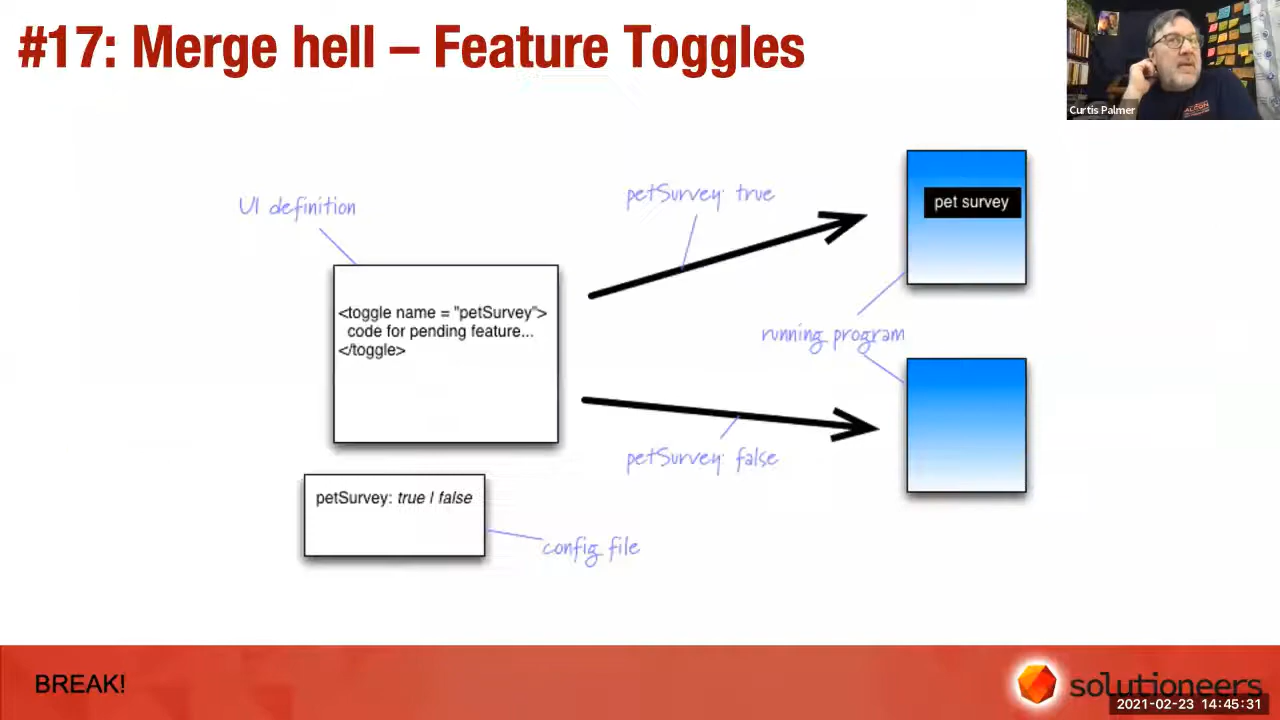 #17: Merge hell – Feature Toggles
Curtis Palmer
UI definition
petSurvey: true
pet survey
<toggle name = "petSurvey">
code for pending feature...
</toggle>
running program
petSurvey: false
petSurvey: true | false
config file
BREAK!
solutioneers
2021-02-23 14:45:31